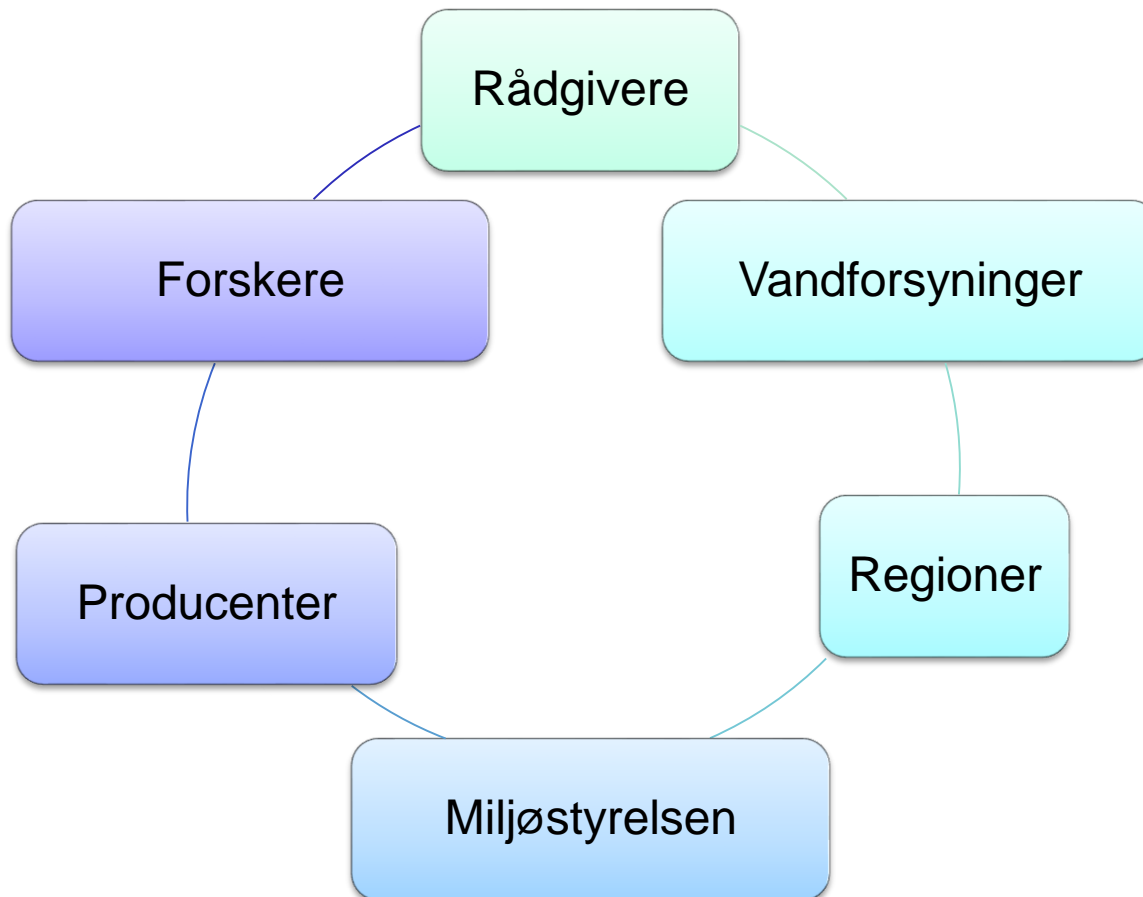 Rådgivere
Forskere
Vandforsyninger
Producenter
Regioner
Miljøstyrelsen